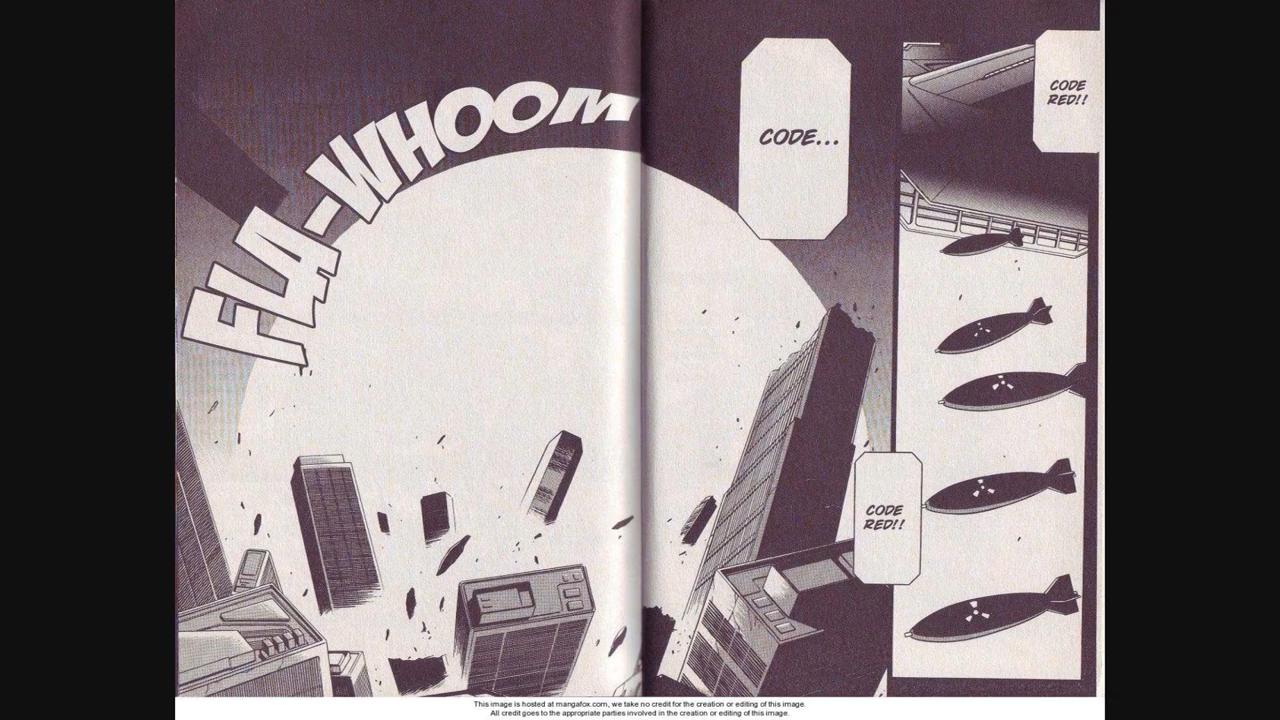 CODE
RED!!
CODE...
CODE
RED!!
FLA-WHOOM
This image is hosted at mangafox.com, we take no credit for the creation or editing of this image.
All credit goes to the appropriate parties involved in the creation or editing of this image.